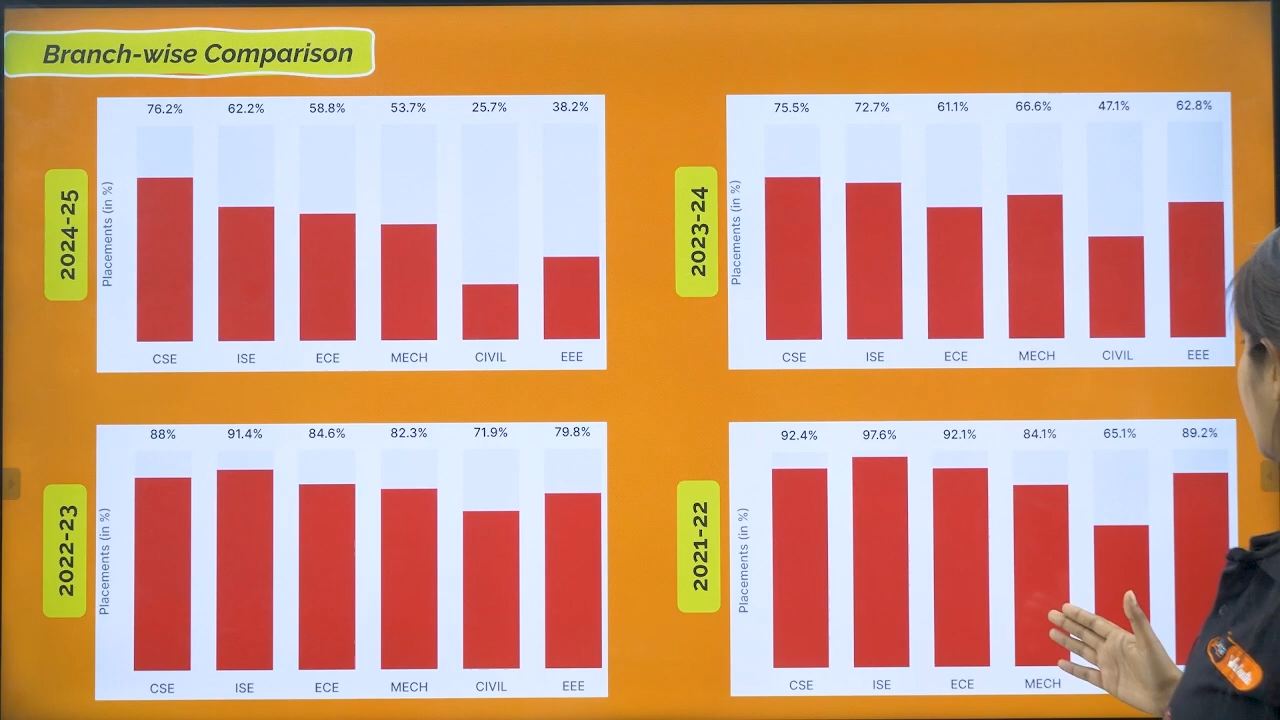 Branch-wise Comparison
2024-25
Placements (in %)
76.2% 62.2% 58.8% 53.7% 25.7% 38.2%
CSE ISE ECE MECH CIVIL EEE
2023-24
Placements (in %)
75.5% 72.7% 61.1% 66.6% 47.1% 62.8%
CSE ISE ECE MECH CIVIL EEE
2022-23
Placements (in %)
88% 91.4% 84.6% 82.3% 71.9% 79.8%
CSE ISE ECE MECH CIVIL EEE
2021-22
Placements (in %)
92.4% 97.6% 92.1% 84.1% 65.1% 89.2%
CSE ISE ECE MECH